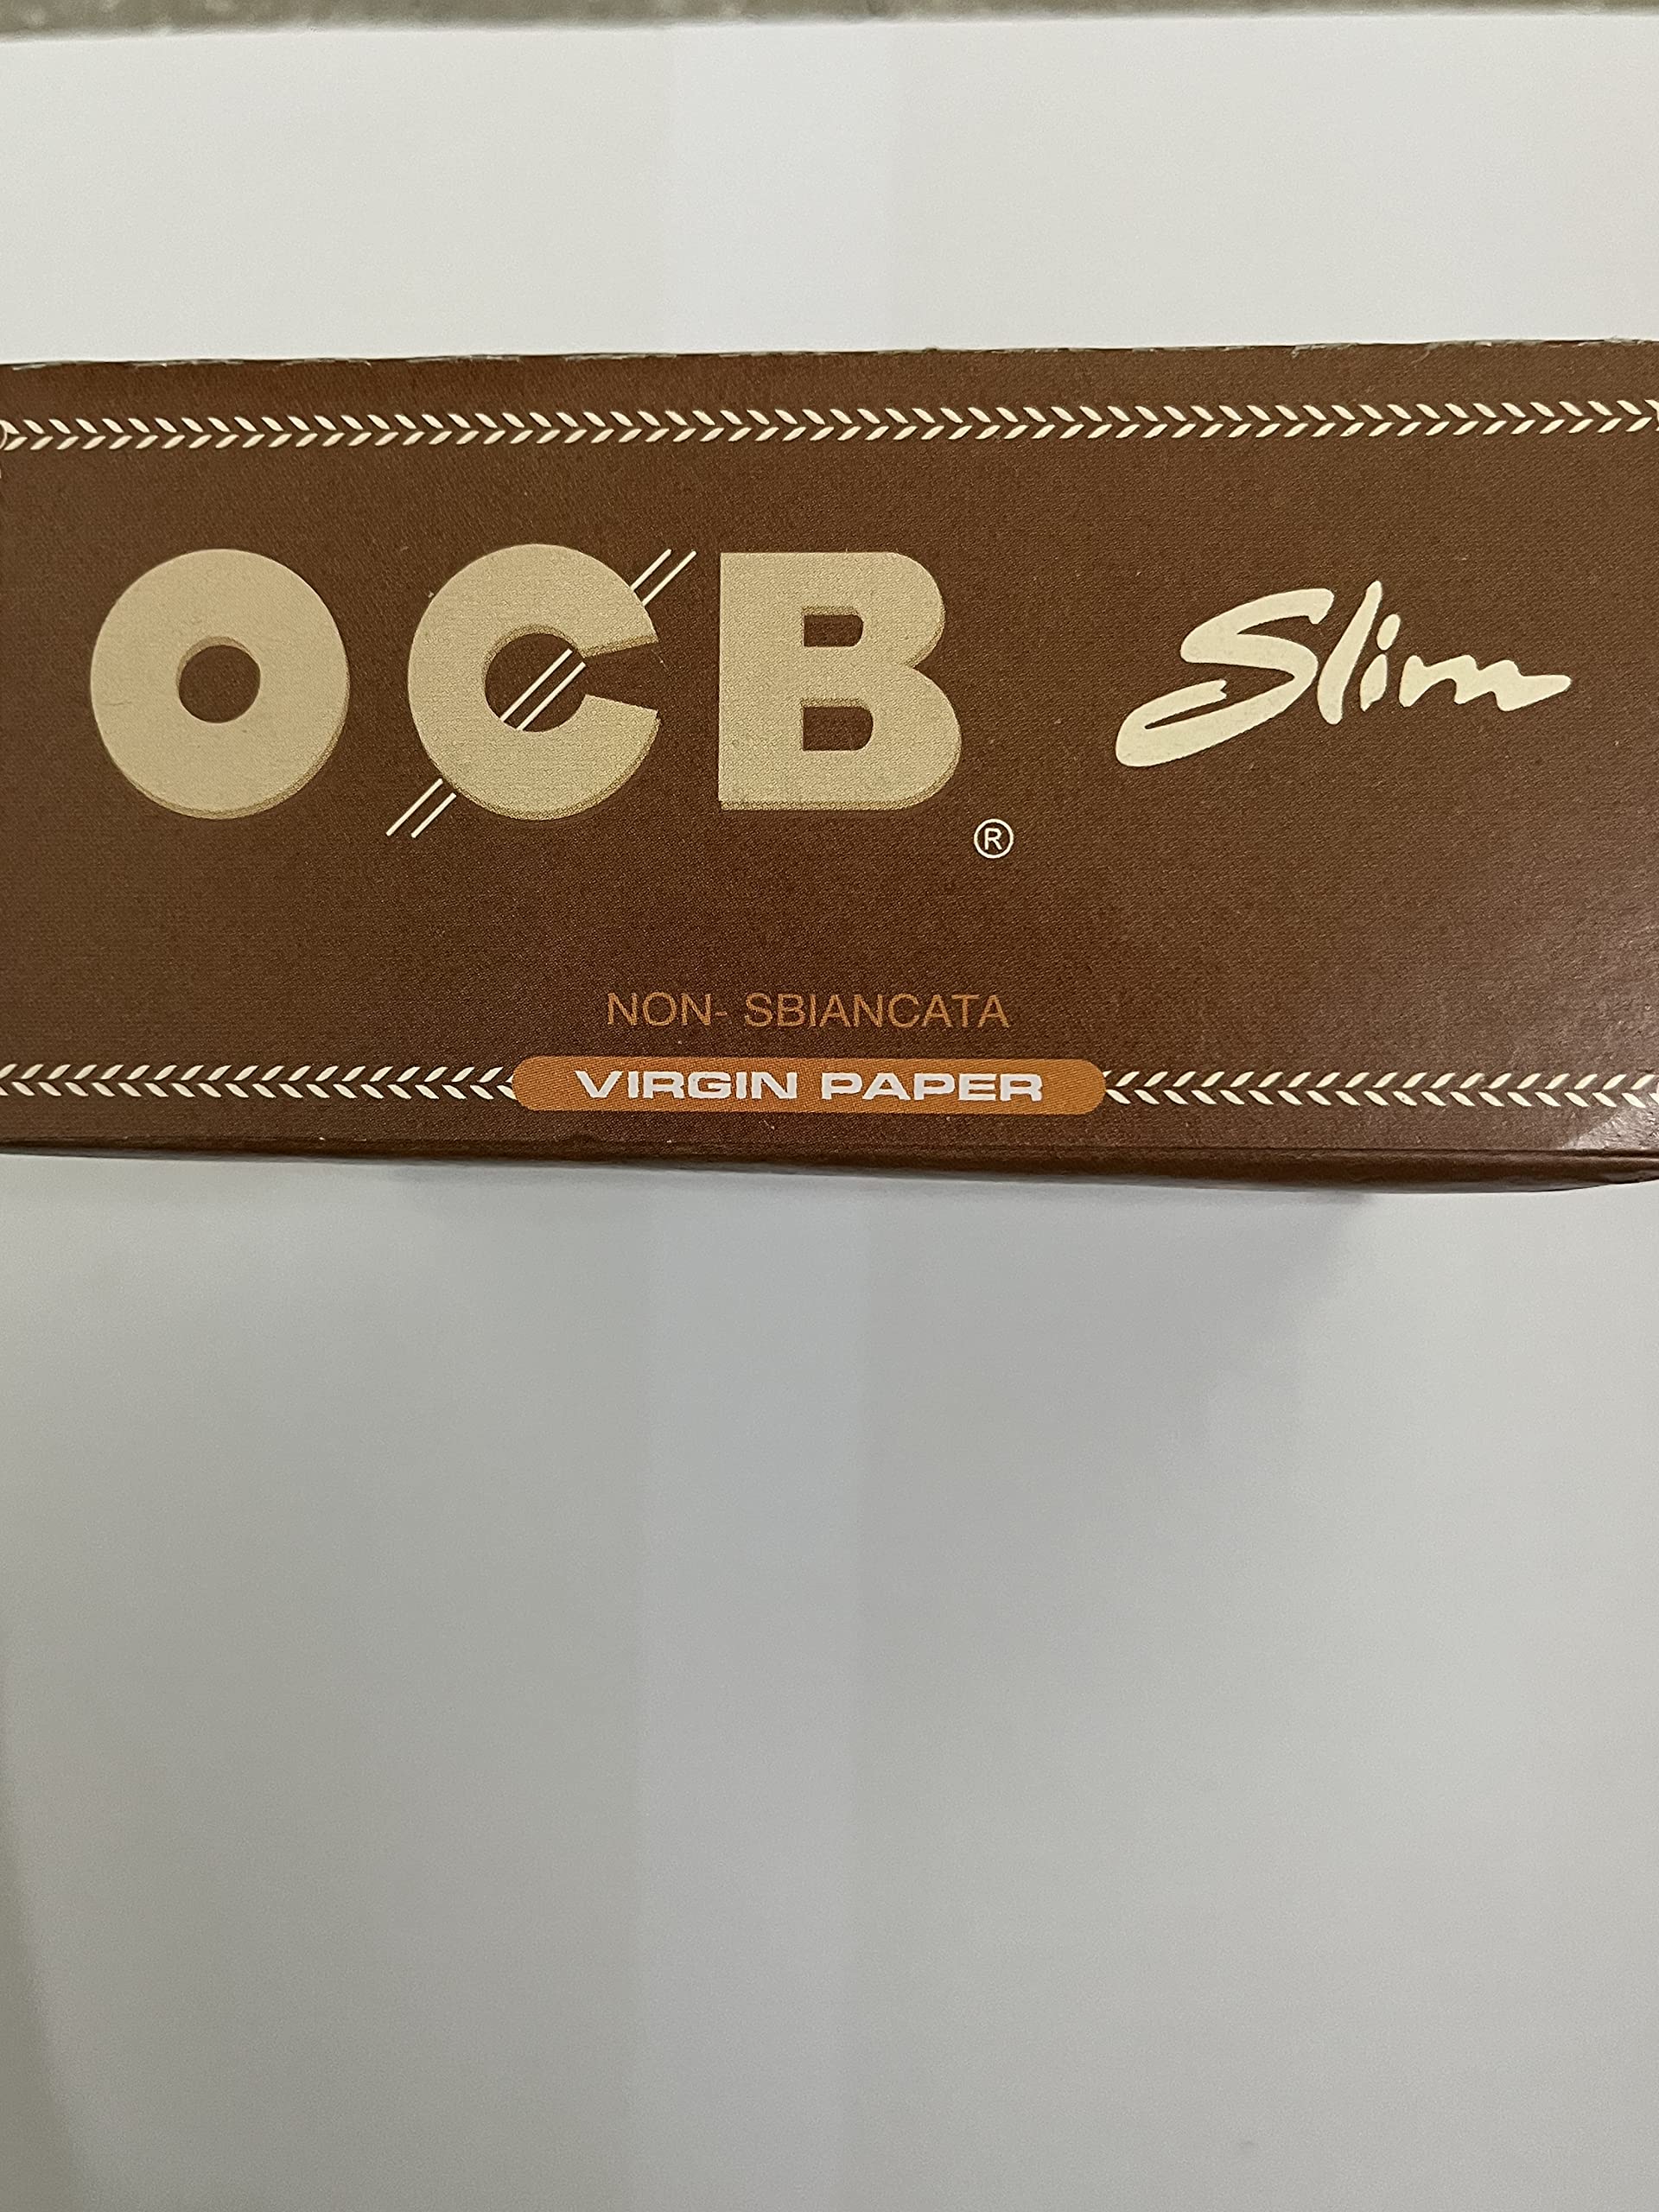 OCB® Slim
NON- SBIANCATA
VIRGIN PAPER